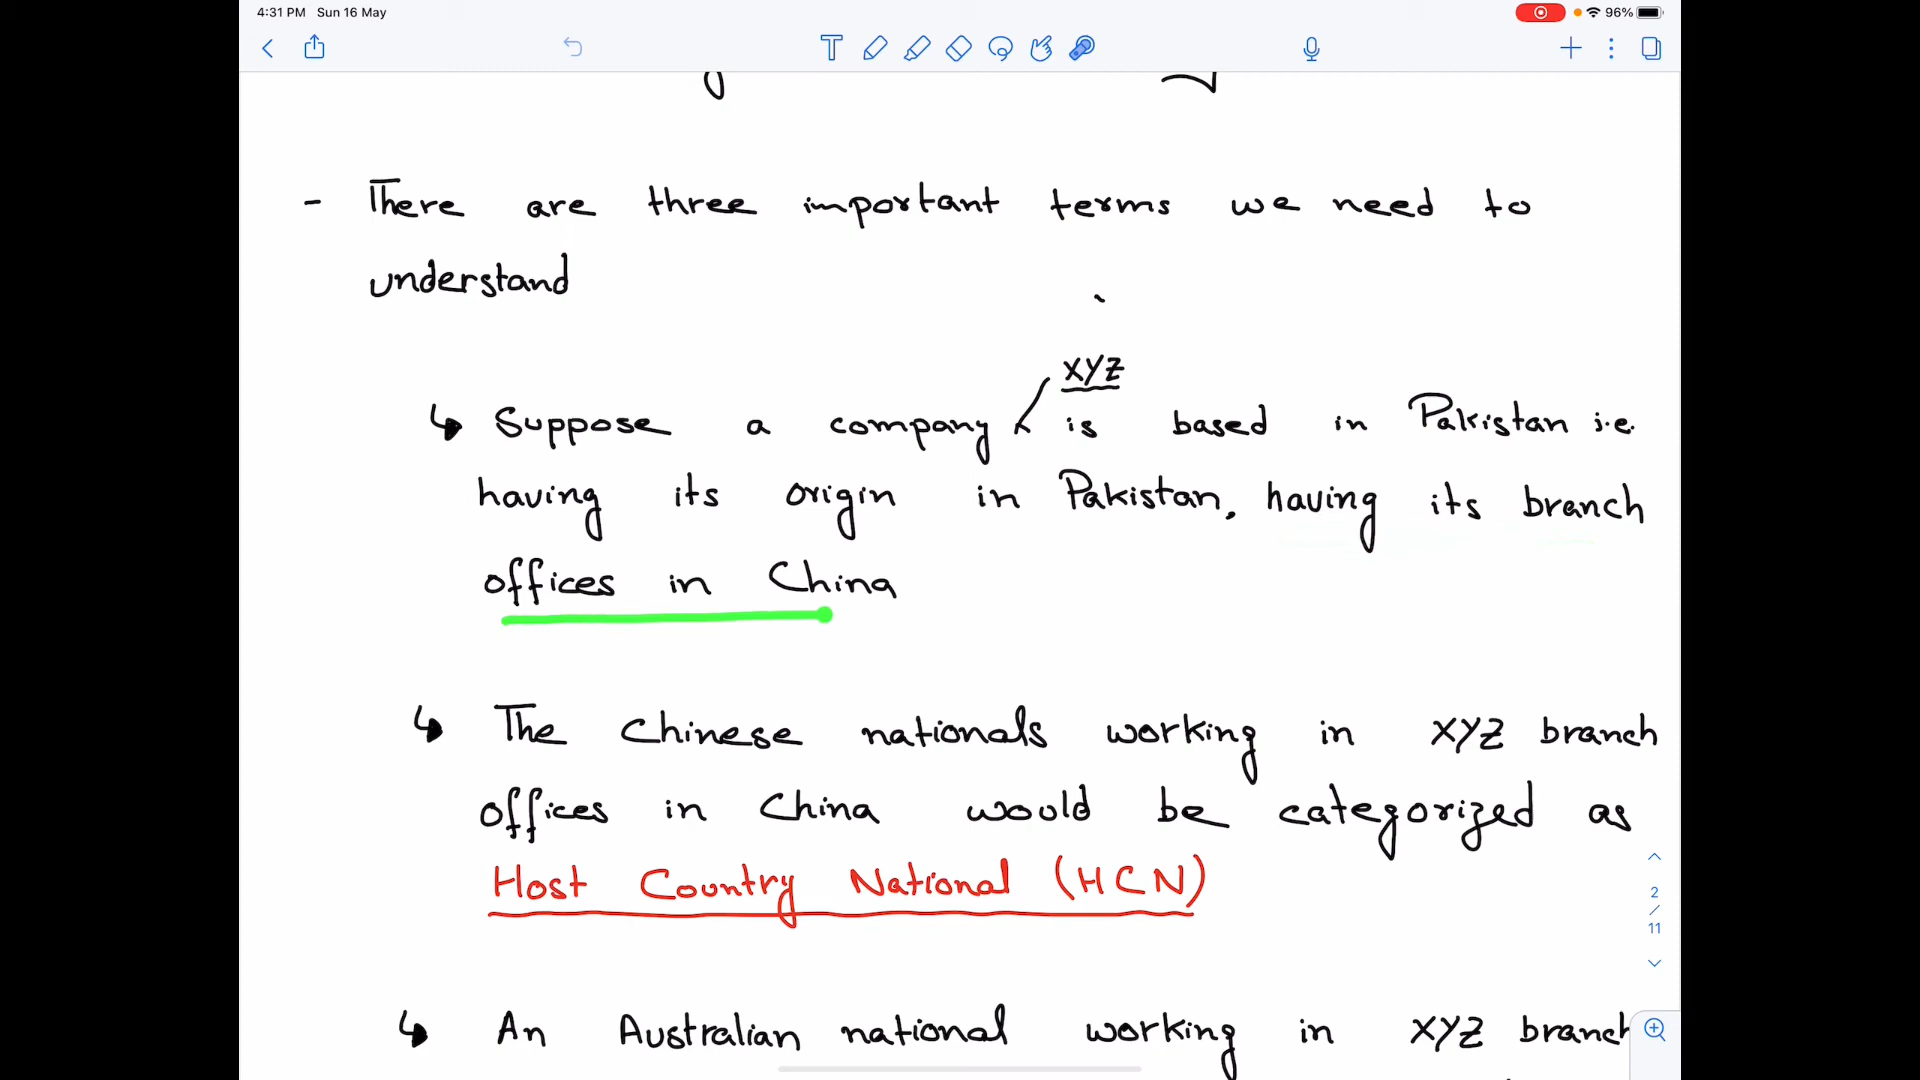 4:31 PM Sun 16 May
96%
- There are three important terms we need to
understand
XYZ
↳ Suppose a company is based in Pakistan i.e.
having its origin in Pakistan, having its branch
offices in China
↳ The Chinese nationals working in XYZ branch
offices in China would be categorized as
Host Country National (HCN)
2
/
11
↳ An Australian national working in XYZ branch